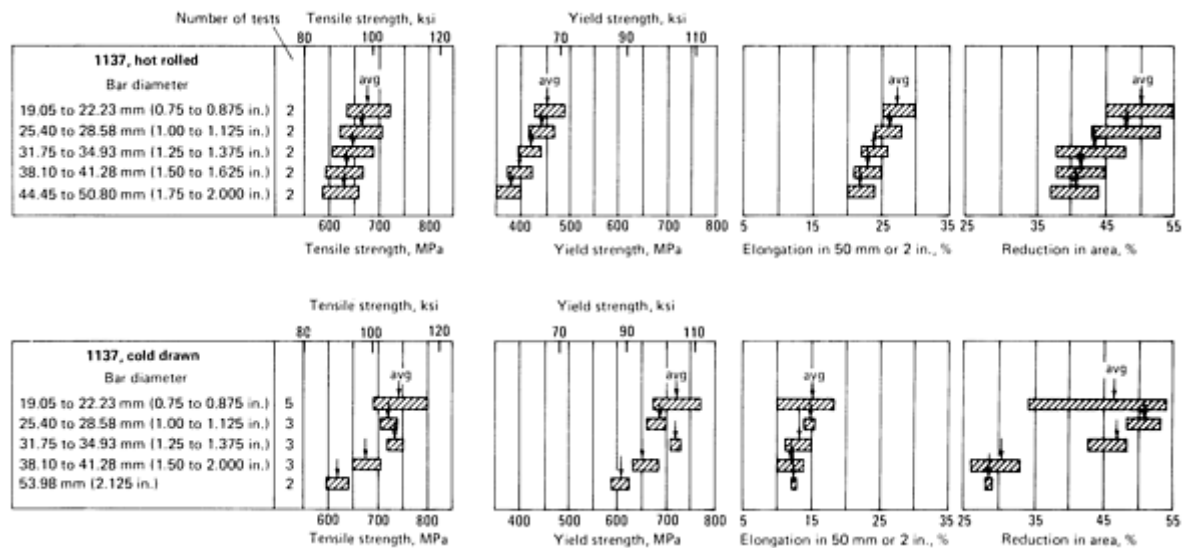 Number of tests
Tensile strength, ksi
80 100 120
Yield strength, ksi
70 90 110
1137, hot rolled
Bar diameter
avg avg avg avg
19.05 to 22.23 mm (0.75 to 0.875 in.) 2
25.40 to 28.58 mm (1.00 to 1.125 in.) 2
31.75 to 34.93 mm (1.25 to 1.375 in.) 2
38.10 to 41.28 mm (1.50 to 1.625 in.) 2
44.45 to 50.80 mm (1.75 to 2.000 in.) 2
600 700 800
Tensile strength, MPa
400 500 600 700 800
Yield strength, MPa
5 15 25 35
Elongation in 50 mm or 2 in., %
25 35 45 55
Reduction in area, %
Tensile strength, ksi
80 100 120
Yield strength, ksi
70 90 110
1137, cold drawn
Bar diameter
avg avg avg avg
19.05 to 22.23 mm (0.75 to 0.875 in.) 5
25.40 to 28.58 mm (1.00 to 1.125 in.) 3
31.75 to 34.93 mm (1.25 to 1.375 in.) 3
38.10 to 41.28 mm (1.50 to 2.000 in.) 3
53.98 mm (2.125 in.) 2
600 700 800
Tensile strength, MPa
400 500 600 700 800
Yield strength, MPa
5 15 25 35
Elongation in 50 mm or 2 in., %
25 35 45 55
Reduction in area, %